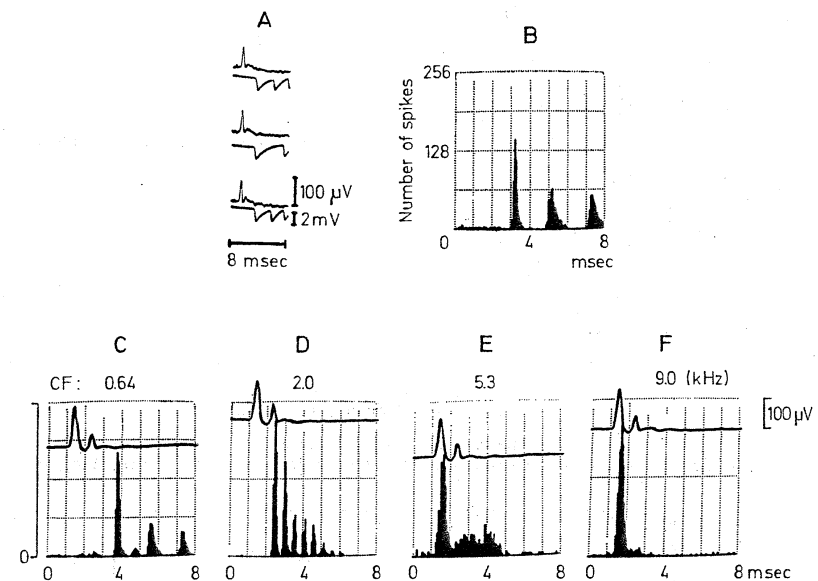 A
100 μV
2mV
8 msec
B
Number of spikes
256
128
0 4 8
msec
C D E F
CF: 0.64 2.0 5.3 9.0 (kHz)
100 μV
0
0 4 8 0 4 8 0 4 8 0 4 8 msec